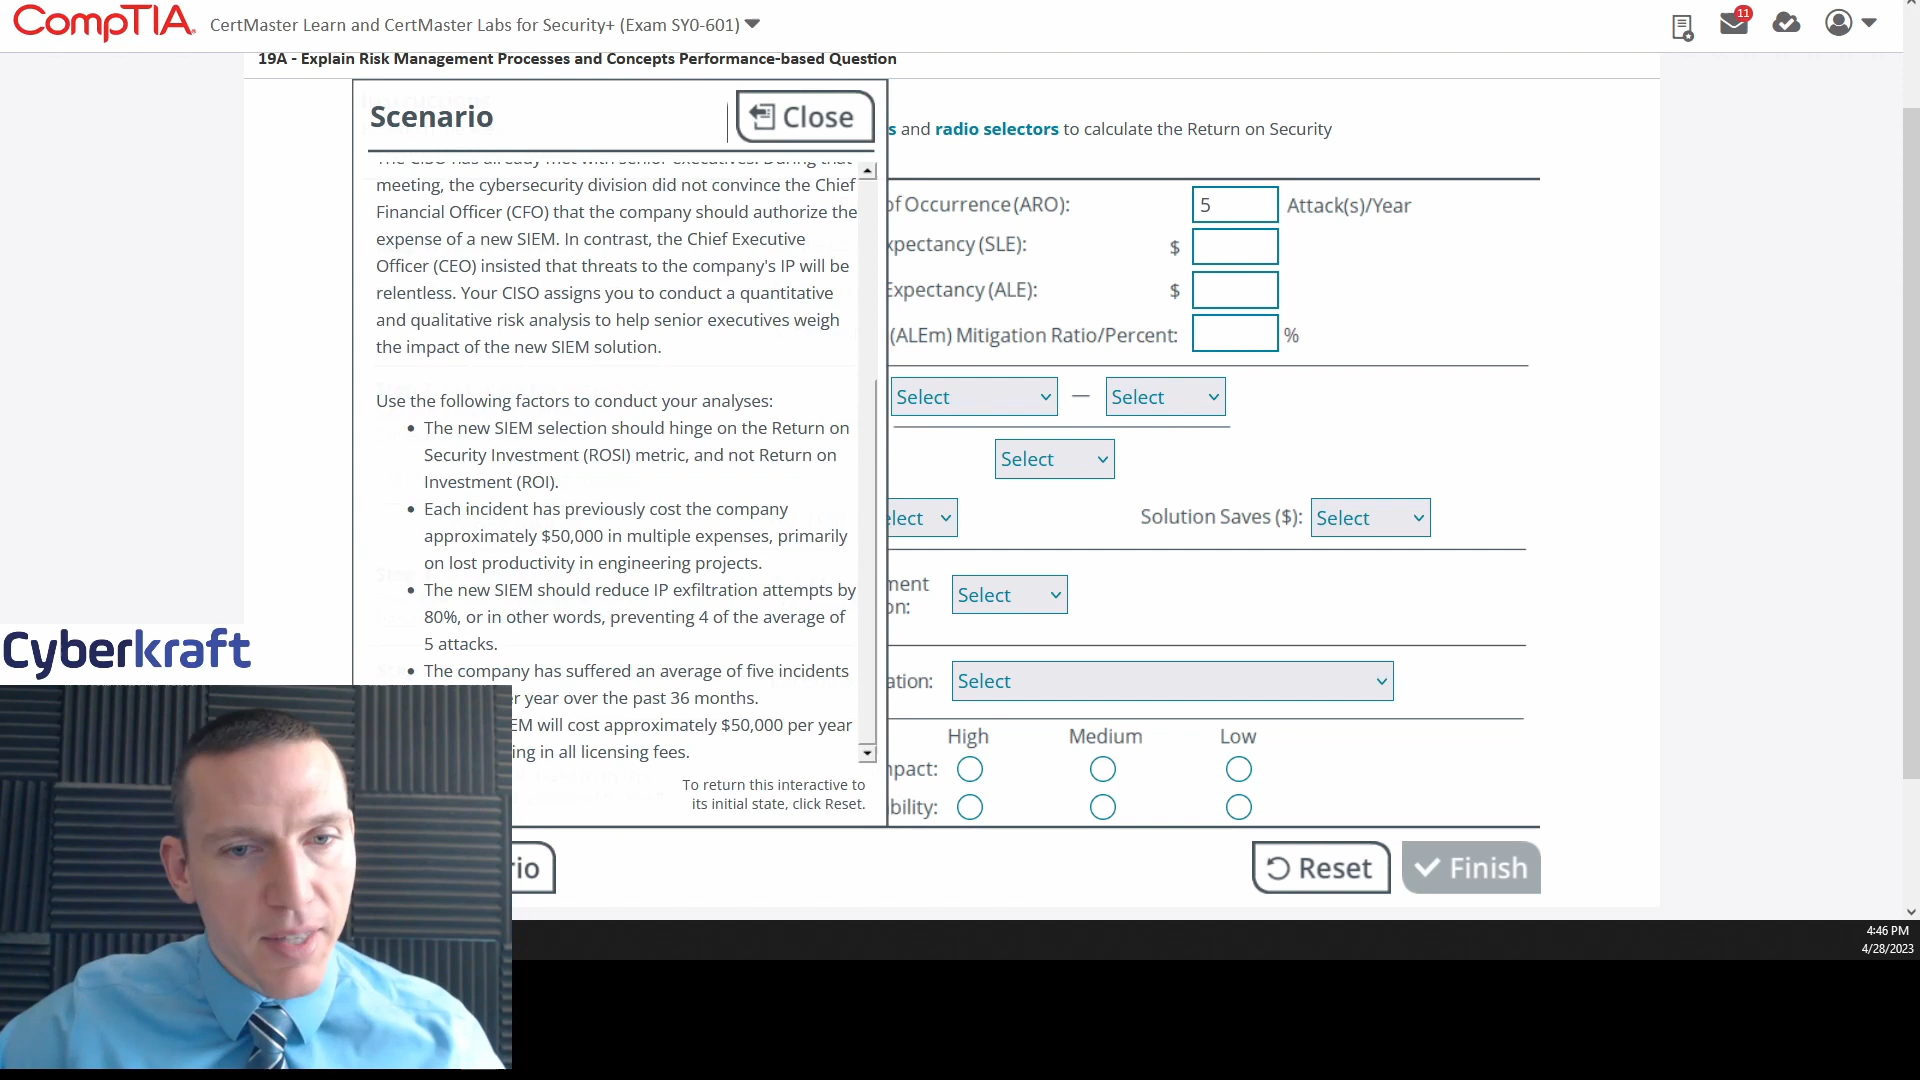 CompTIA. CertMaster Learn and CertMaster Labs for Security+ (Exam SY0-601)
11
19A - Explain Risk Management Processes and Concepts Performance-based Question
Scenario
Close
s and radio selectors to calculate the Return on Security
meeting, the cybersecurity division did not convince the Chief
Financial Officer (CFO) that the company should authorize the
expense of a new SIEM. In contrast, the Chief Executive
Officer (CEO) insisted that threats to the company's IP will be
relentless. Your CISO assigns you to conduct a quantitative
and qualitative risk analysis to help senior executives weigh
the impact of the new SIEM solution.
Use the following factors to conduct your analyses:
• The new SIEM selection should hinge on the Return on
Security Investment (ROSI) metric, and not Return on
Investment (ROI).
• Each incident has previously cost the company
approximately $50,000 in multiple expenses, primarily
on lost productivity in engineering projects.
• The new SIEM should reduce IP exfiltration attempts by
80%, or in other words, preventing 4 of the average of
5 attacks.
• The company has suffered an average of five incidents
r year over the past 36 months.
EM will cost approximately $50,000 per year
ing in all licensing fees.
To return this interactive to
its initial state, click Reset.
of Occurrence (ARO): 5 Attack(s)/Year
xpectancy (SLE): $
Expectancy (ALE): $
(ALEm) Mitigation Ratio/Percent: %
Select — Select
Select
lect Solution Saves ($): Select
ment
on: Select
ation: Select
High Medium Low
pact:
bility:
io
Reset
Finish
Cyberkraft
4:46 PM
4/28/2023